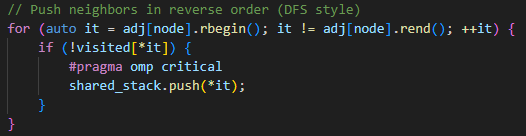 // Push neighbors in reverse order (DFS style)
for (auto it = adj[node].rbegin(); it != adj[node].rend(); ++it) {
    if (!visited[*it]) {
        #pragma omp critical
        shared_stack.push(*it);
    }
}